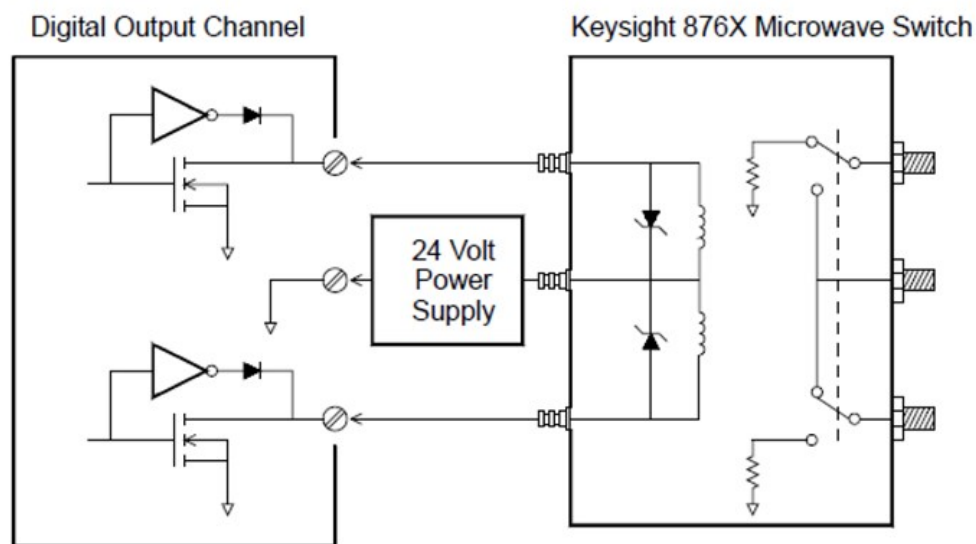 Digital Output Channel
Keysight 876X Microwave Switch
24 Volt
Power
Supply